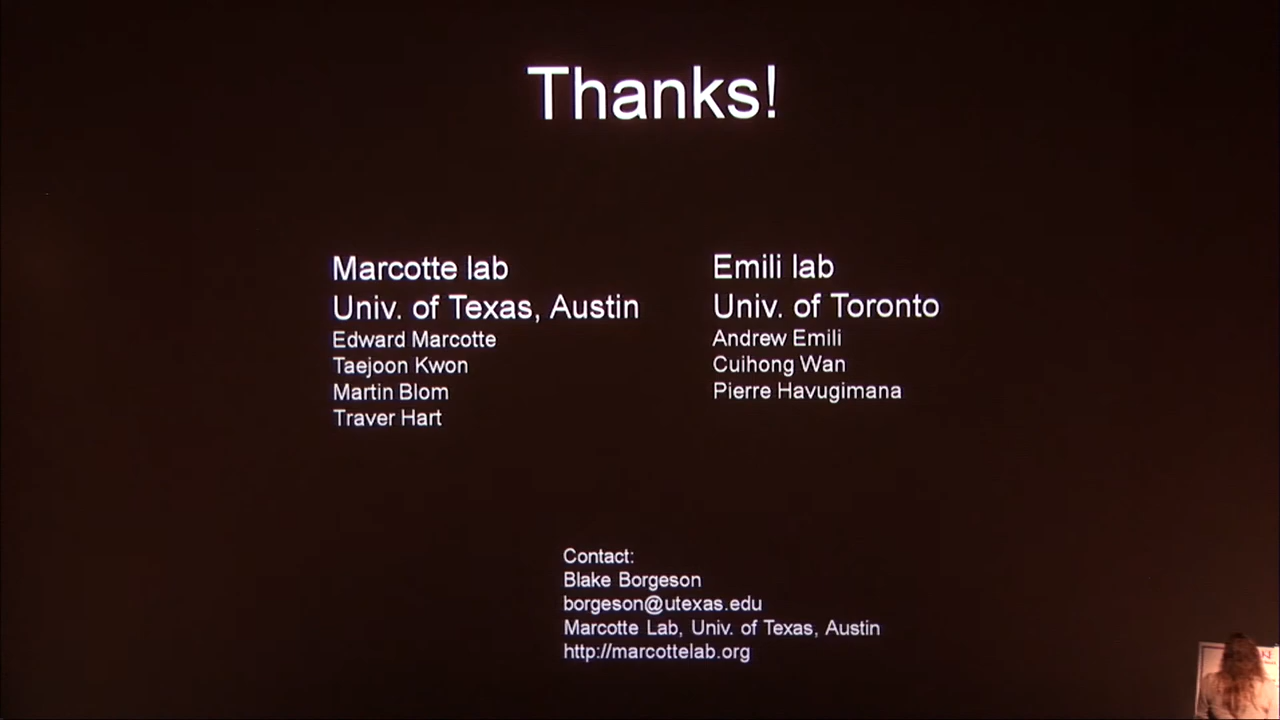 Thanks!
Marcotte lab
Univ. of Texas, Austin
Edward Marcotte
Taejoon Kwon
Martin Blom
Traver Hart
Emili lab
Univ. of Toronto
Andrew Emili
Cuihong Wan
Pierre Havugimana
Contact:
Blake Borgeson
borgeson@utexas.edu
Marcotte Lab, Univ. of Texas, Austin
http://marcottelab.org